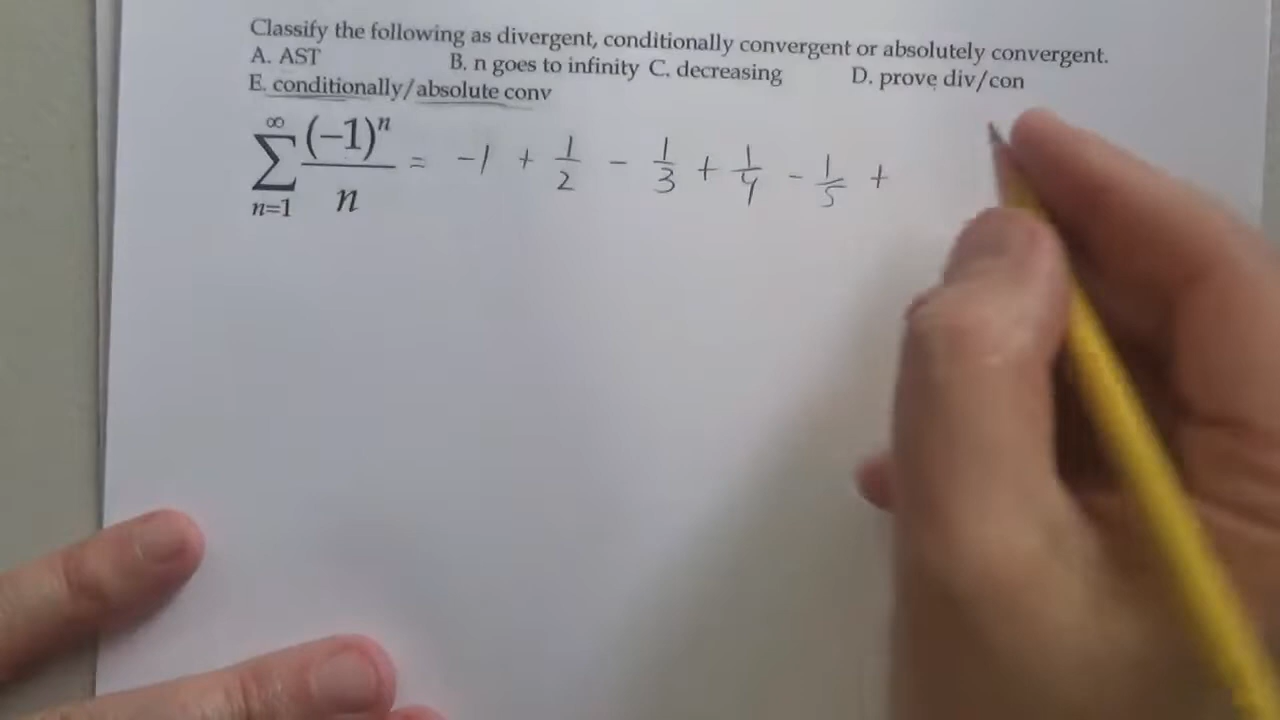 Classify the following as divergent, conditionally convergent or absolutely convergent.
A. AST B. n goes to infinity C. decreasing D. prove div/con
E. conditionally/absolute conv
∞ ∑ n=1 (−1)ⁿ / n = -1 + 1/2 - 1/3 + 1/4 - 1/5 +